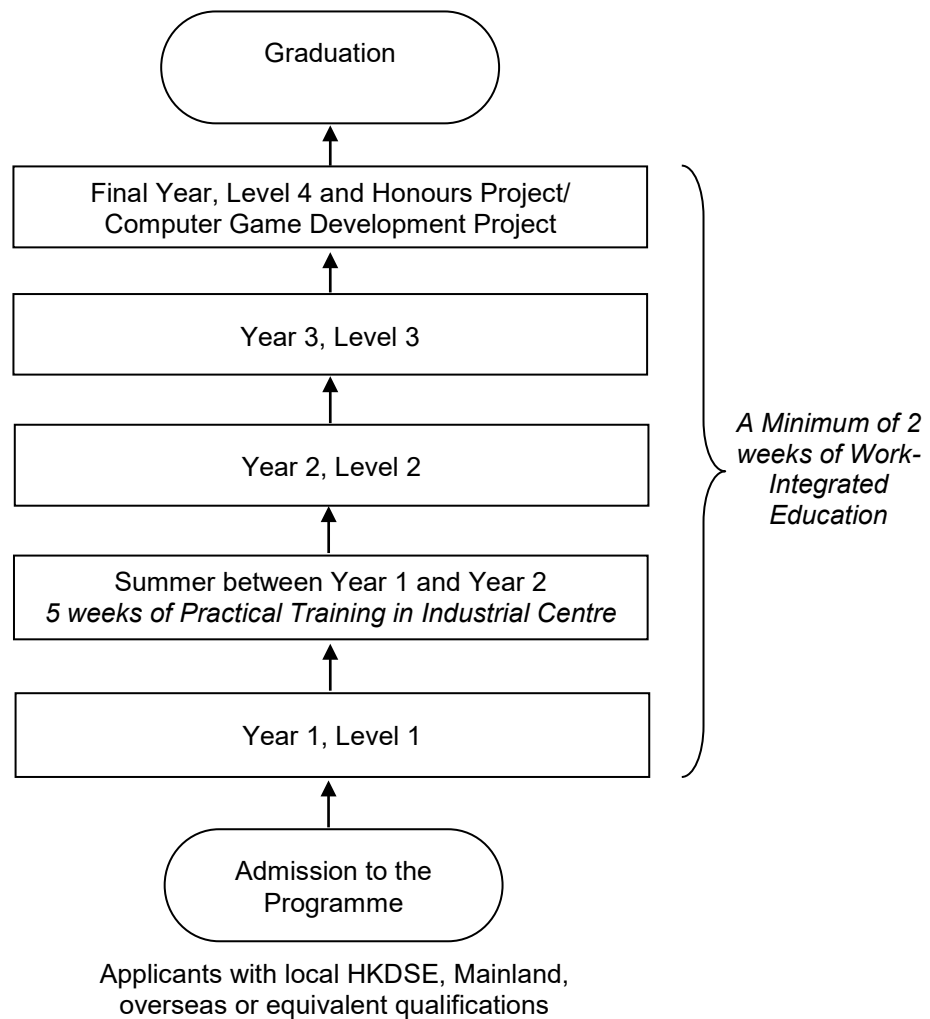 Graduation
Final Year, Level 4 and Honours Project/
Computer Game Development Project
Year 3, Level 3
Year 2, Level 2
A Minimum of 2
weeks of Work-
Integrated
Education
Summer between Year 1 and Year 2
5 weeks of Practical Training in Industrial Centre
Year 1, Level 1
Admission to the
Programme
Applicants with local HKDSE, Mainland,
overseas or equivalent qualifications